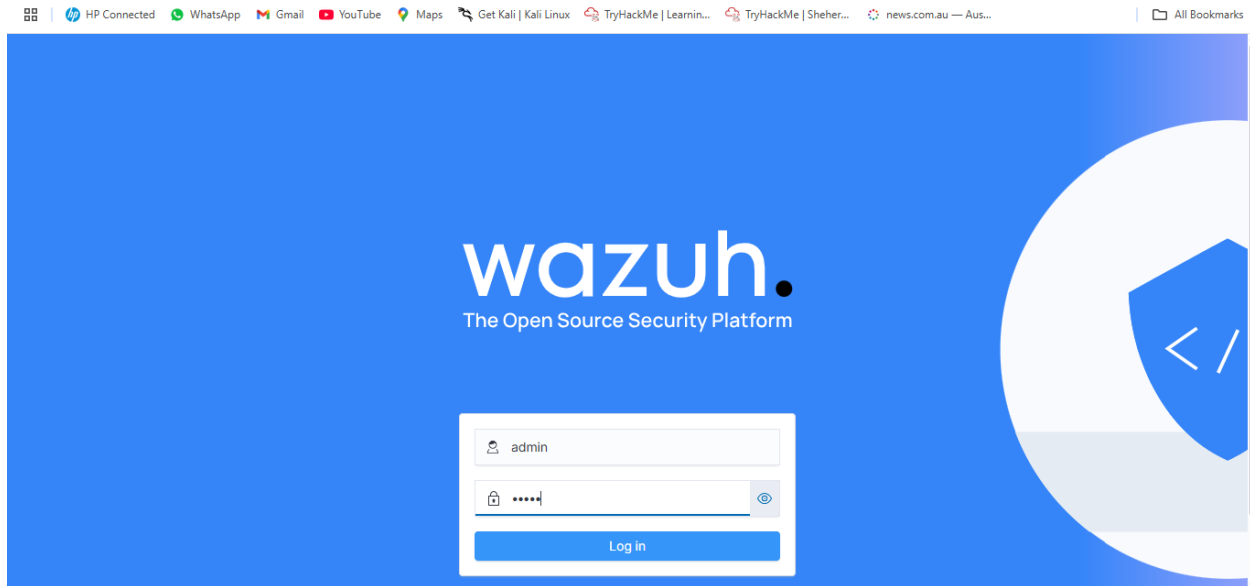 HP Connected WhatsApp Gmail YouTube Maps Get Kali | Kali Linux TryHackMe | Learnin... TryHackMe | Sheher... news.com.au — Aus... All Bookmarks
wazuh.
The Open Source Security Platform
</>
admin
•••••
Log in